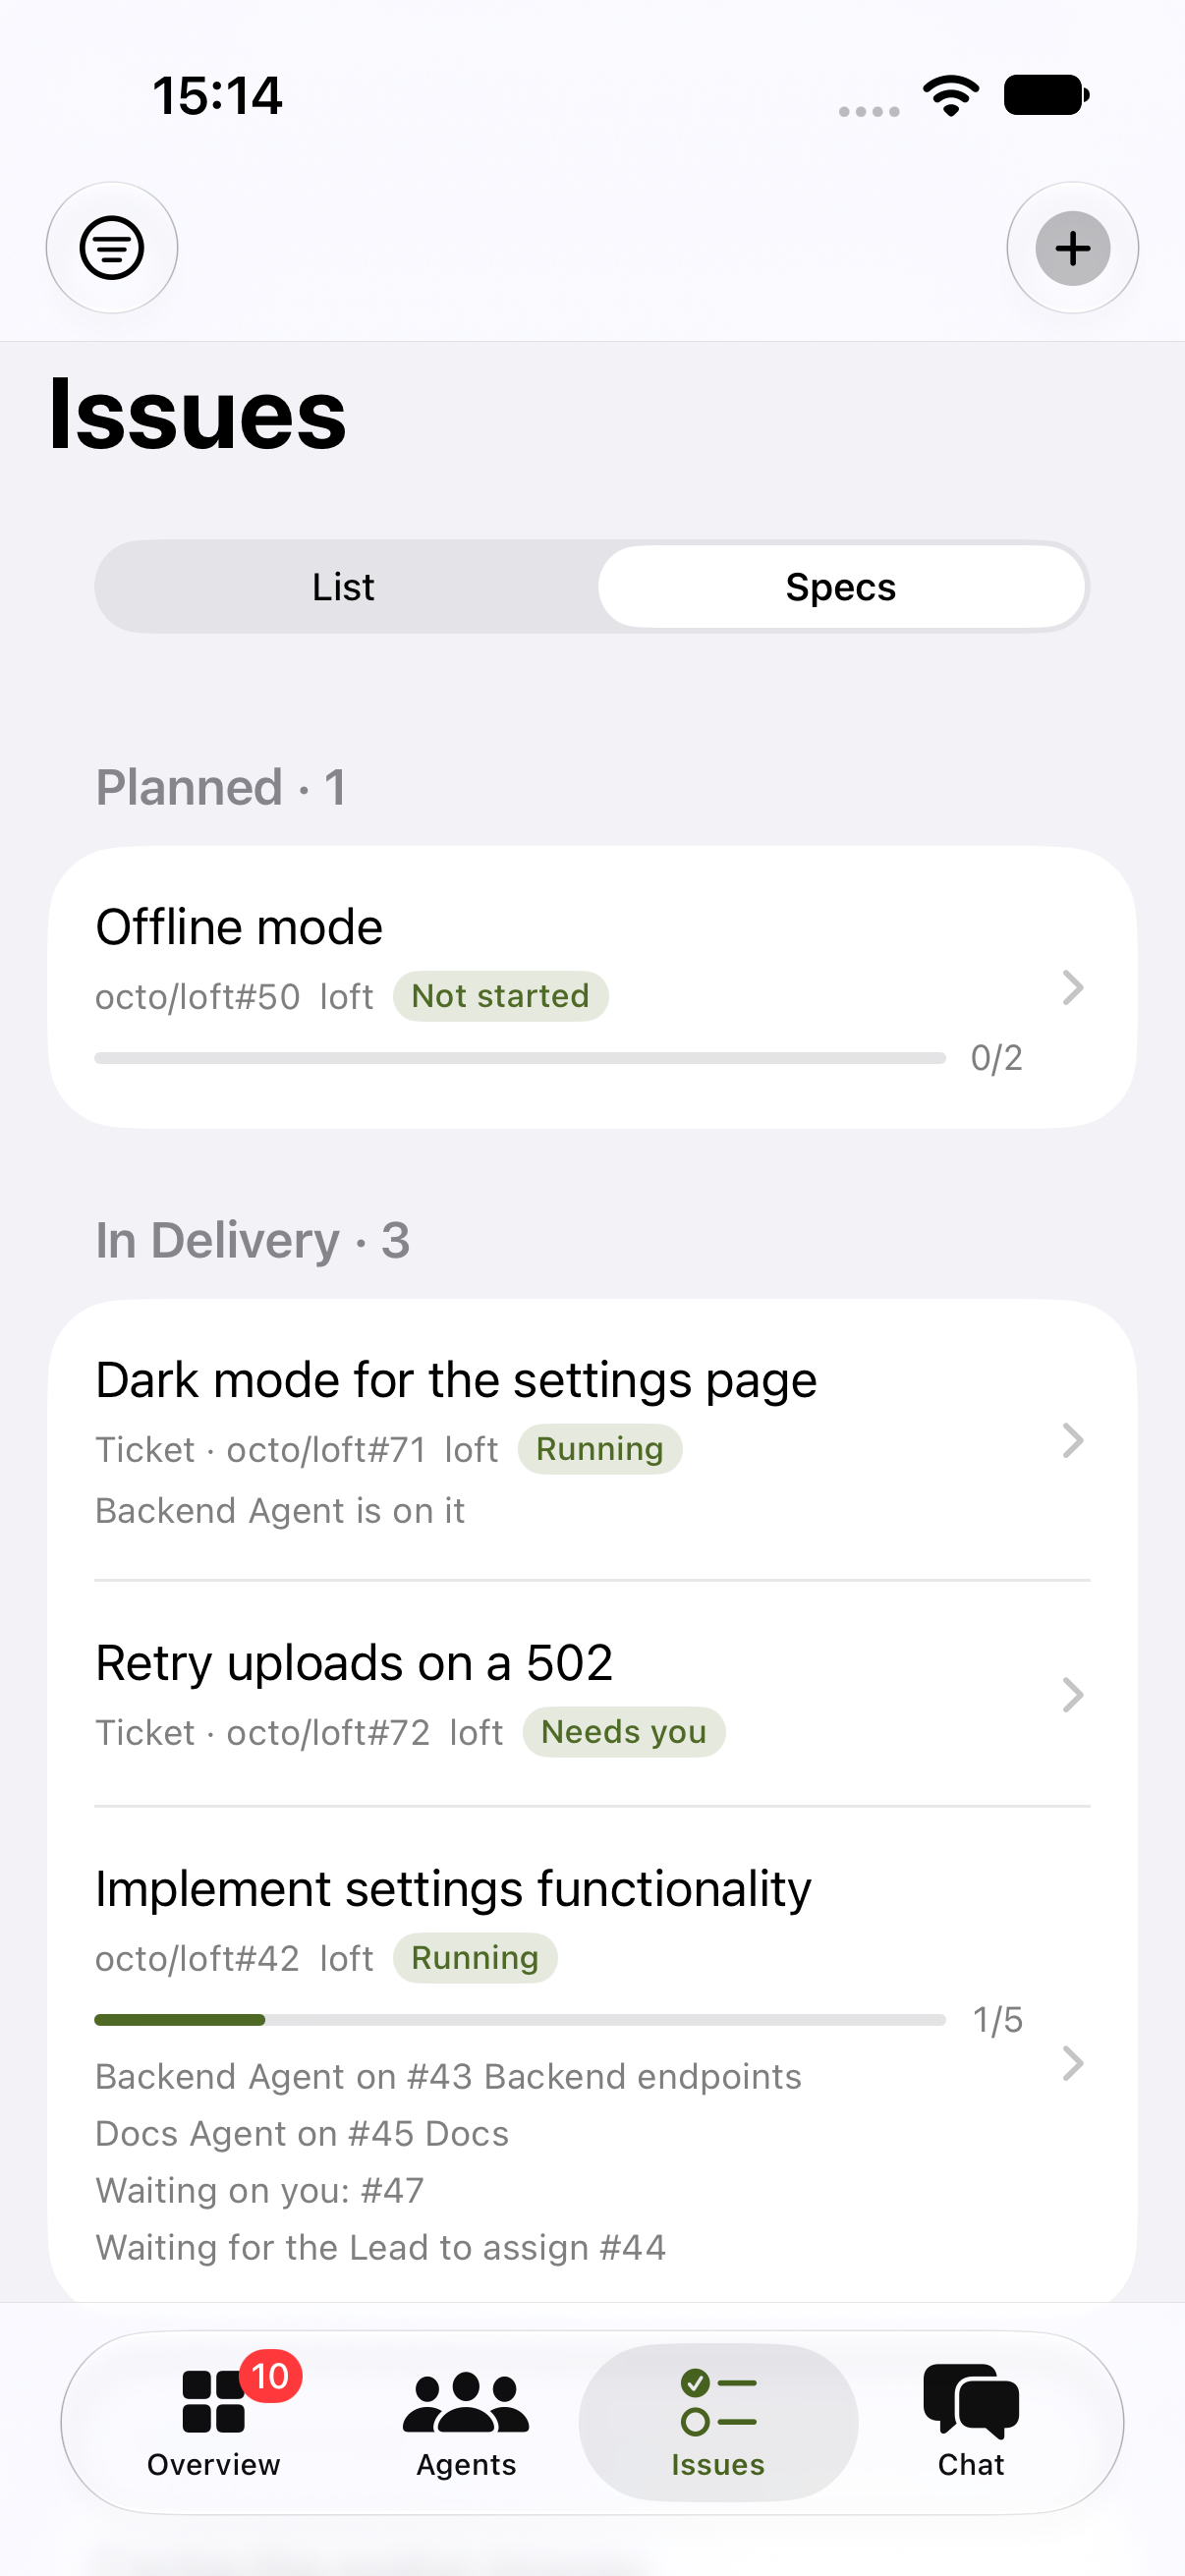 15:14
Issues
List
Specs
Planned · 1
Offline mode
octo/loft#50 loft Not started
0/2
In Delivery · 3
Dark mode for the settings page
Ticket · octo/loft#71 loft Running
Backend Agent is on it
Retry uploads on a 502
Ticket · octo/loft#72 loft Needs you
Implement settings functionality
octo/loft#42 loft Running
1/5
Backend Agent on #43 Backend endpoints
Docs Agent on #45 Docs
Waiting on you: #47
Waiting for the Lead to assign #44
10
Overview
Agents
Issues
Chat